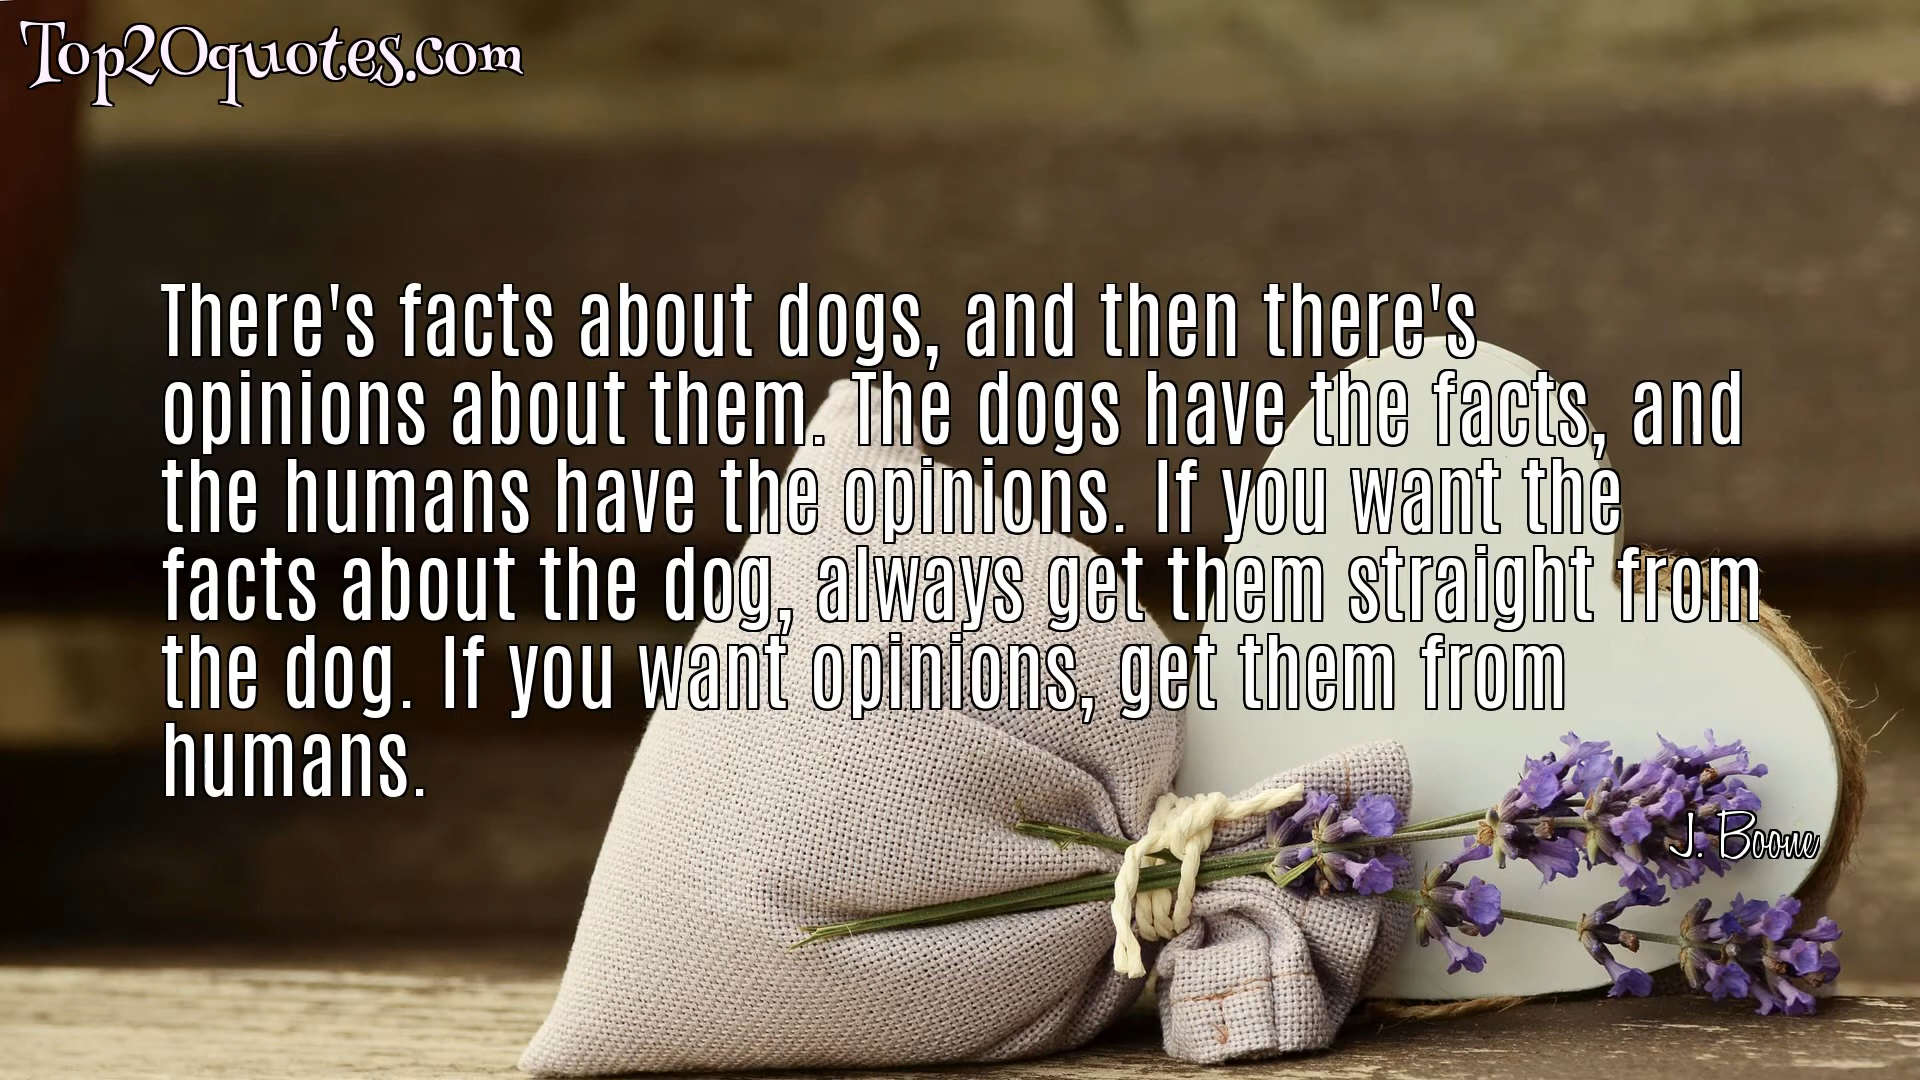 Top20quotes.com
There's facts about dogs, and then there's
opinions about them. The dogs have the facts, and
the humans have the opinions. If you want the
facts about the dog, always get them straight from
the dog. If you want opinions, get them from
humans.
J. Boone